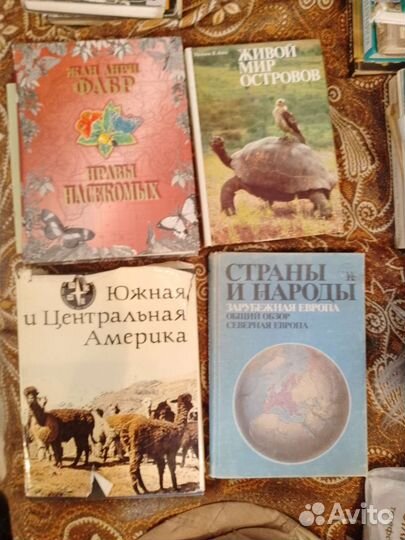 ЖАН АНРИ
ФАБР
НРАВЫ
НАСЕКОМЫХ
ЖИВОЙ
МИР
ОСТРОВОВ
Южная
и Центральная
Америка
СТРАНЫ
И НАРОДЫ
ЗАРУБЕЖНАЯ ЕВРОПА
ОБЩИЙ ОБЗОР
СЕВЕРНАЯ ЕВРОПА
Avito